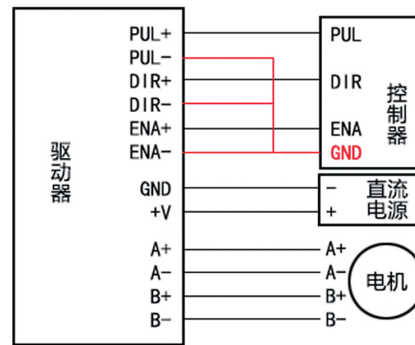 PUL+ PUL
PUL-
DIR+ DIR
DIR-
ENA+ ENA
ENA- GND
驱动器
控制器
GND - 直流
+V + 电源
A+ A+
A- A-
B+ B+
B- B-
电机